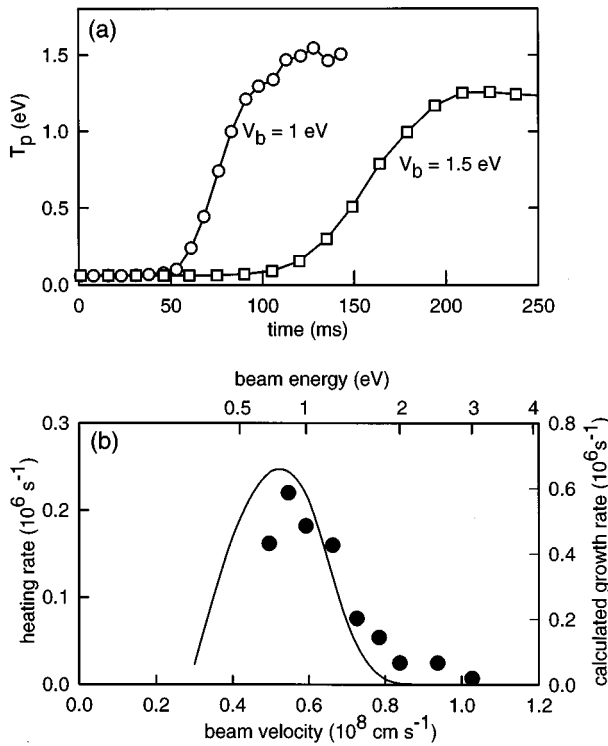 (a)
1.5
1.0
0.5
0.0
T_p (eV)
V_b = 1 eV
V_b = 1.5 eV
0 50 100 150 200 250
time (ms)
beam energy (eV)
0.5 1 2 3 4
(b)
0.3
0.2
0.1
0.0
heating rate (10^6 s^-1)
0.8
0.6
0.4
0.2
0.0
calculated growth rate (10^6 s^-1)
0.0 0.2 0.4 0.6 0.8 1.0 1.2
beam velocity (10^8 cm s^-1)